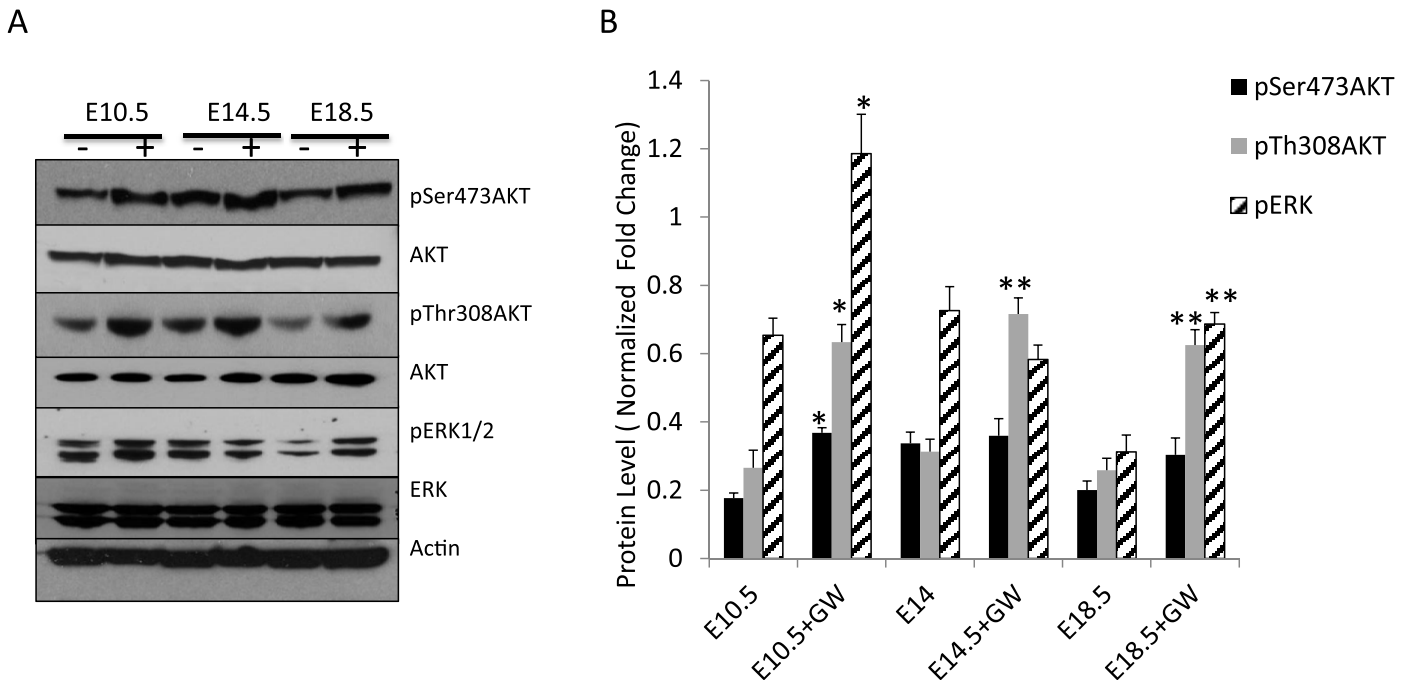 A
E10.5 E14.5 E18.5
- + - + - +
pSer473AKT
AKT
pThr308AKT
AKT
pERK1/2
ERK
Actin
B
Protein Level ( Normalized Fold Change)
1.4
1.2
1
0.8
0.6
0.4
0.2
0
* * *
**
** **
E10.5
E10.5+GW
E14
E14.5+GW
E18.5
E18.5+GW
pSer473AKT
pTh308AKT
pERK